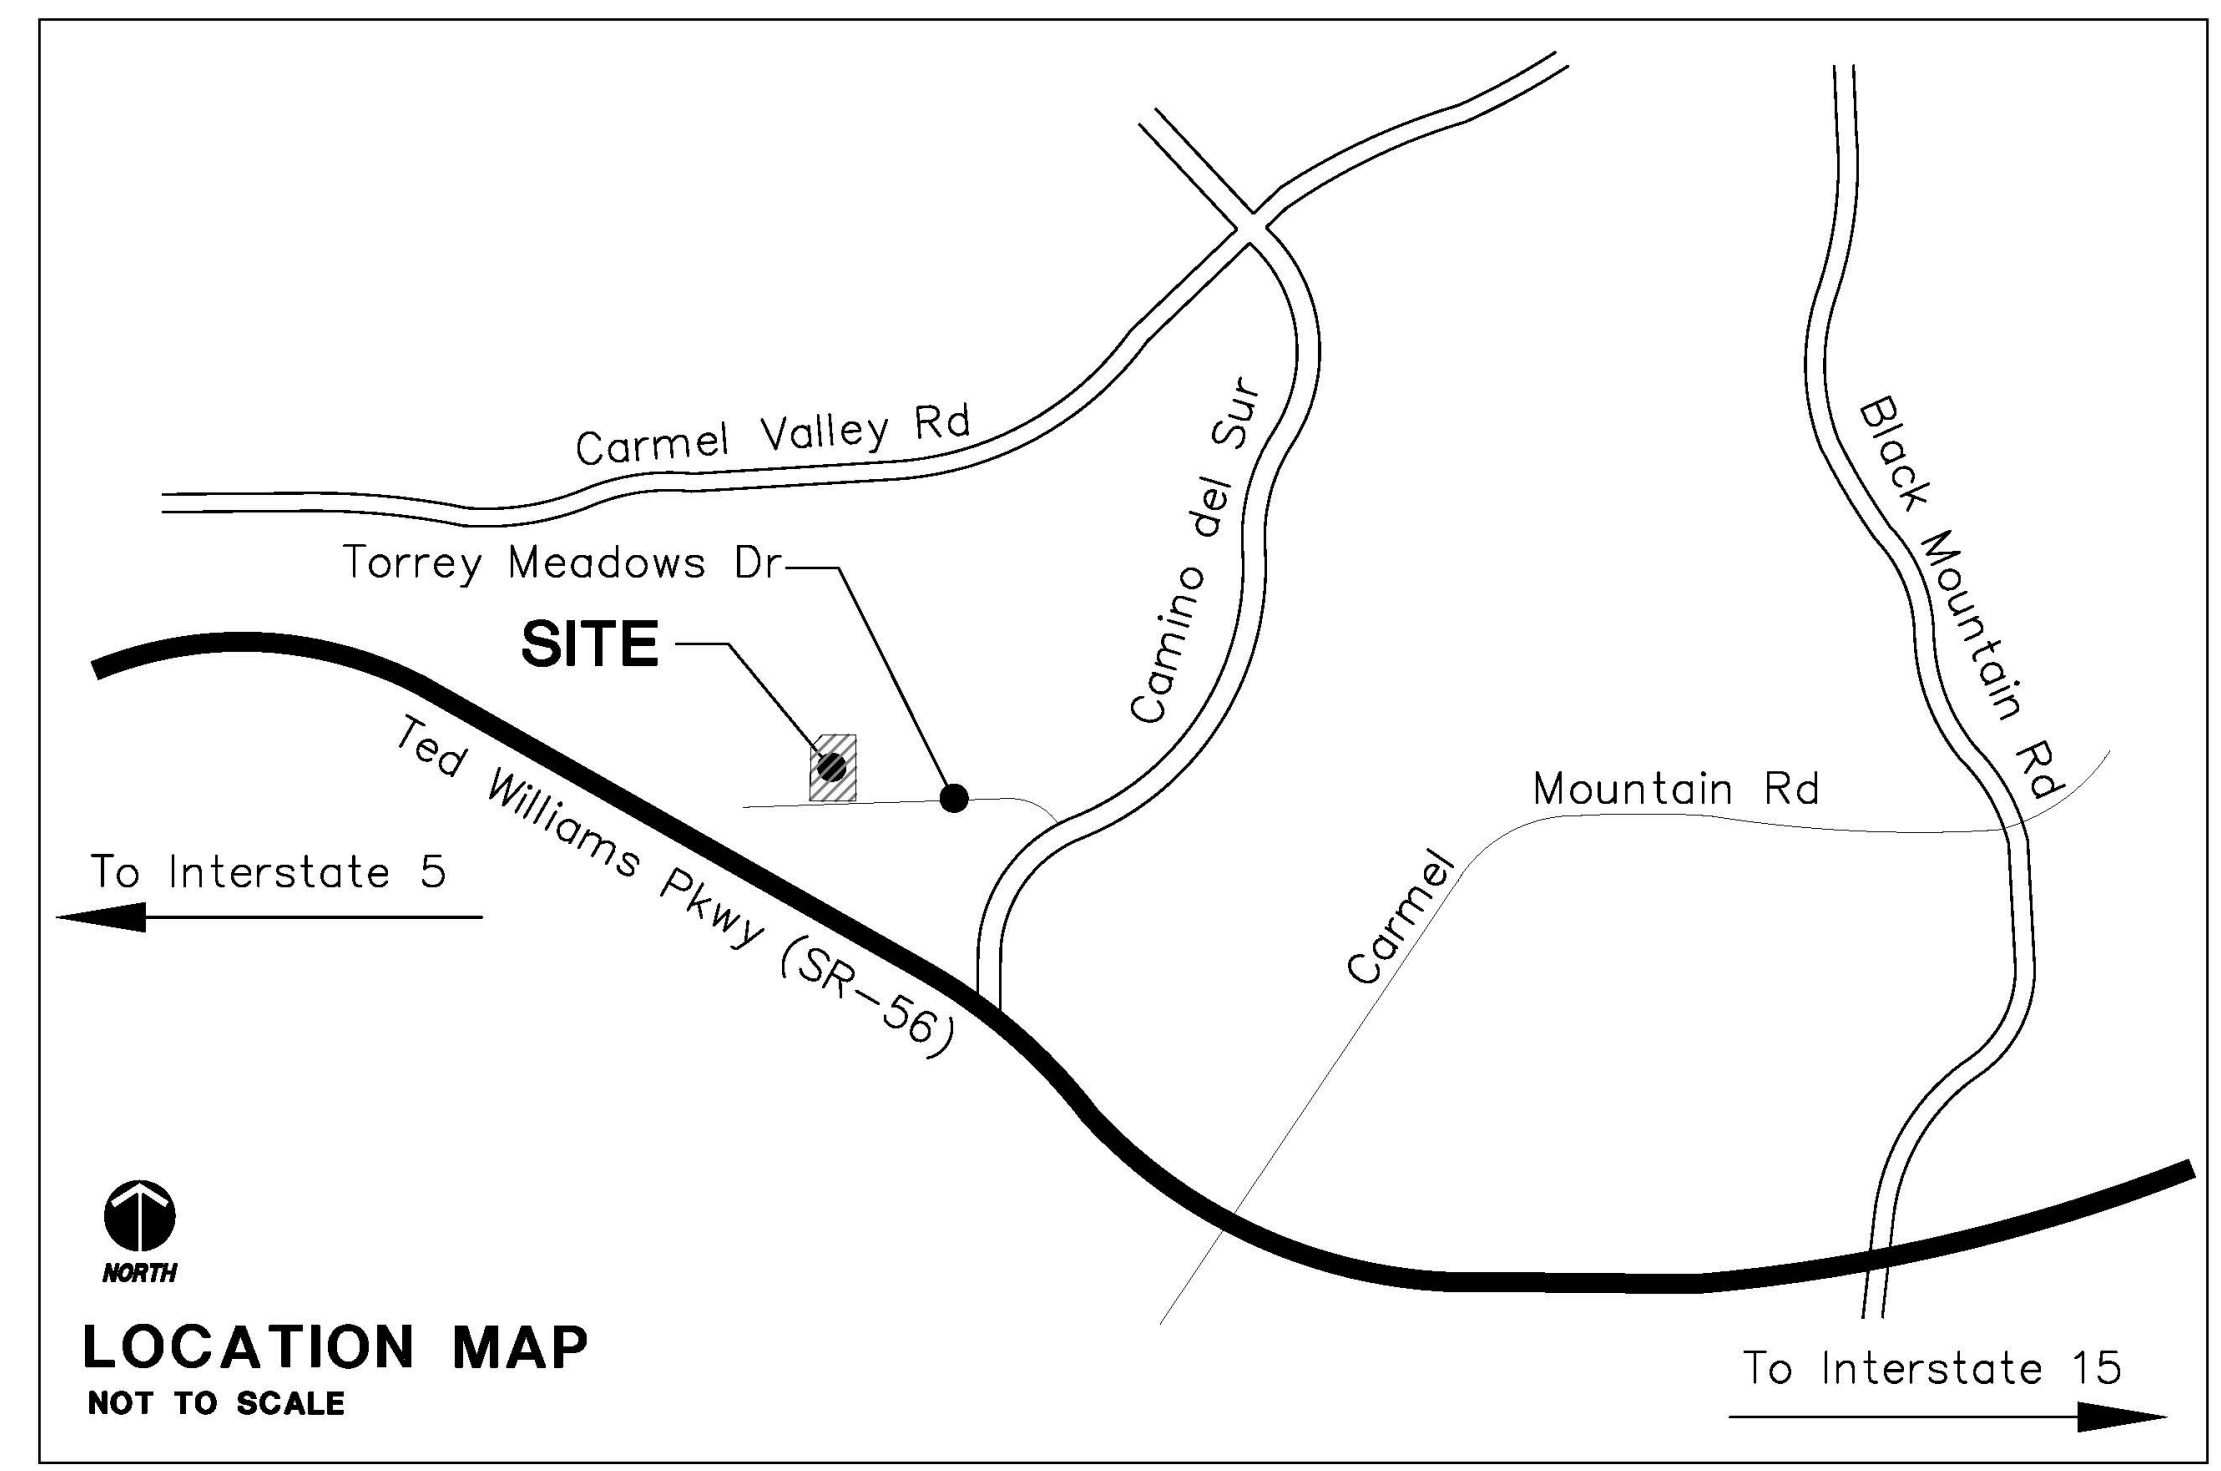 Carmel Valley Rd
Camino del Sur
Black Mountain Rd
Torrey Meadows Dr
SITE
Ted Williams Pkwy (SR-56)
Carmel Mountain Rd
To Interstate 5
NORTH
LOCATION MAP
NOT TO SCALE
To Interstate 15